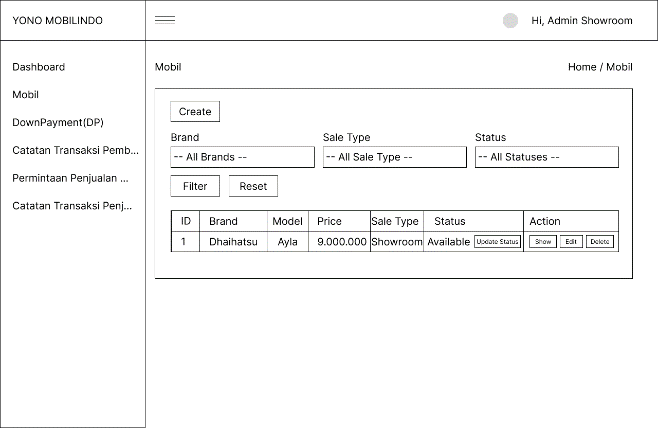 YONO MOBILINDO
Hi, Admin Showroom
Dashboard
Mobil
DownPayment(DP)
Catatan Transaksi Pemb...
Permintaan Penjualan ...
Catatan Transaksi Penj...
Mobil
Home / Mobil
Create
Brand Sale Type Status
-- All Brands -- -- All Sale Type -- -- All Statuses --
Filter Reset
ID Brand Model Price Sale Type Status Action
1 Dhaihatsu Ayla 9.000.000 Showroom Available Update Status Show Edit Delete